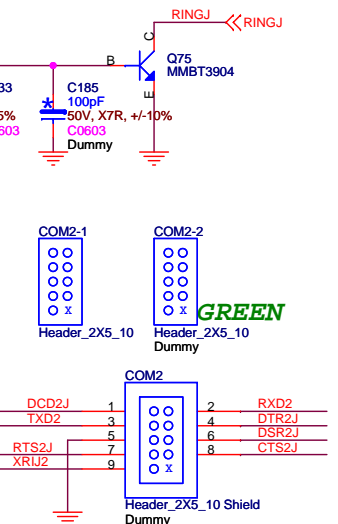 RINGJ
RINGJ
C
B
Q75
MMBT3904
E
33
C185
100pF
5% 50V, X7R, +/-10%
603 C0603
Dummy
COM2-1 COM2-2
X X
GREEN
Header_2X5_10 Header_2X5_10
Dummy
COM2
DCD2J 1 2 RXD2
TXD2 3 4 DTR2J
5 6 DSR2J
RTS2J 7 8 CTS2J
XRIJ2 9 X
Header_2X5_10 Shield
Dummy